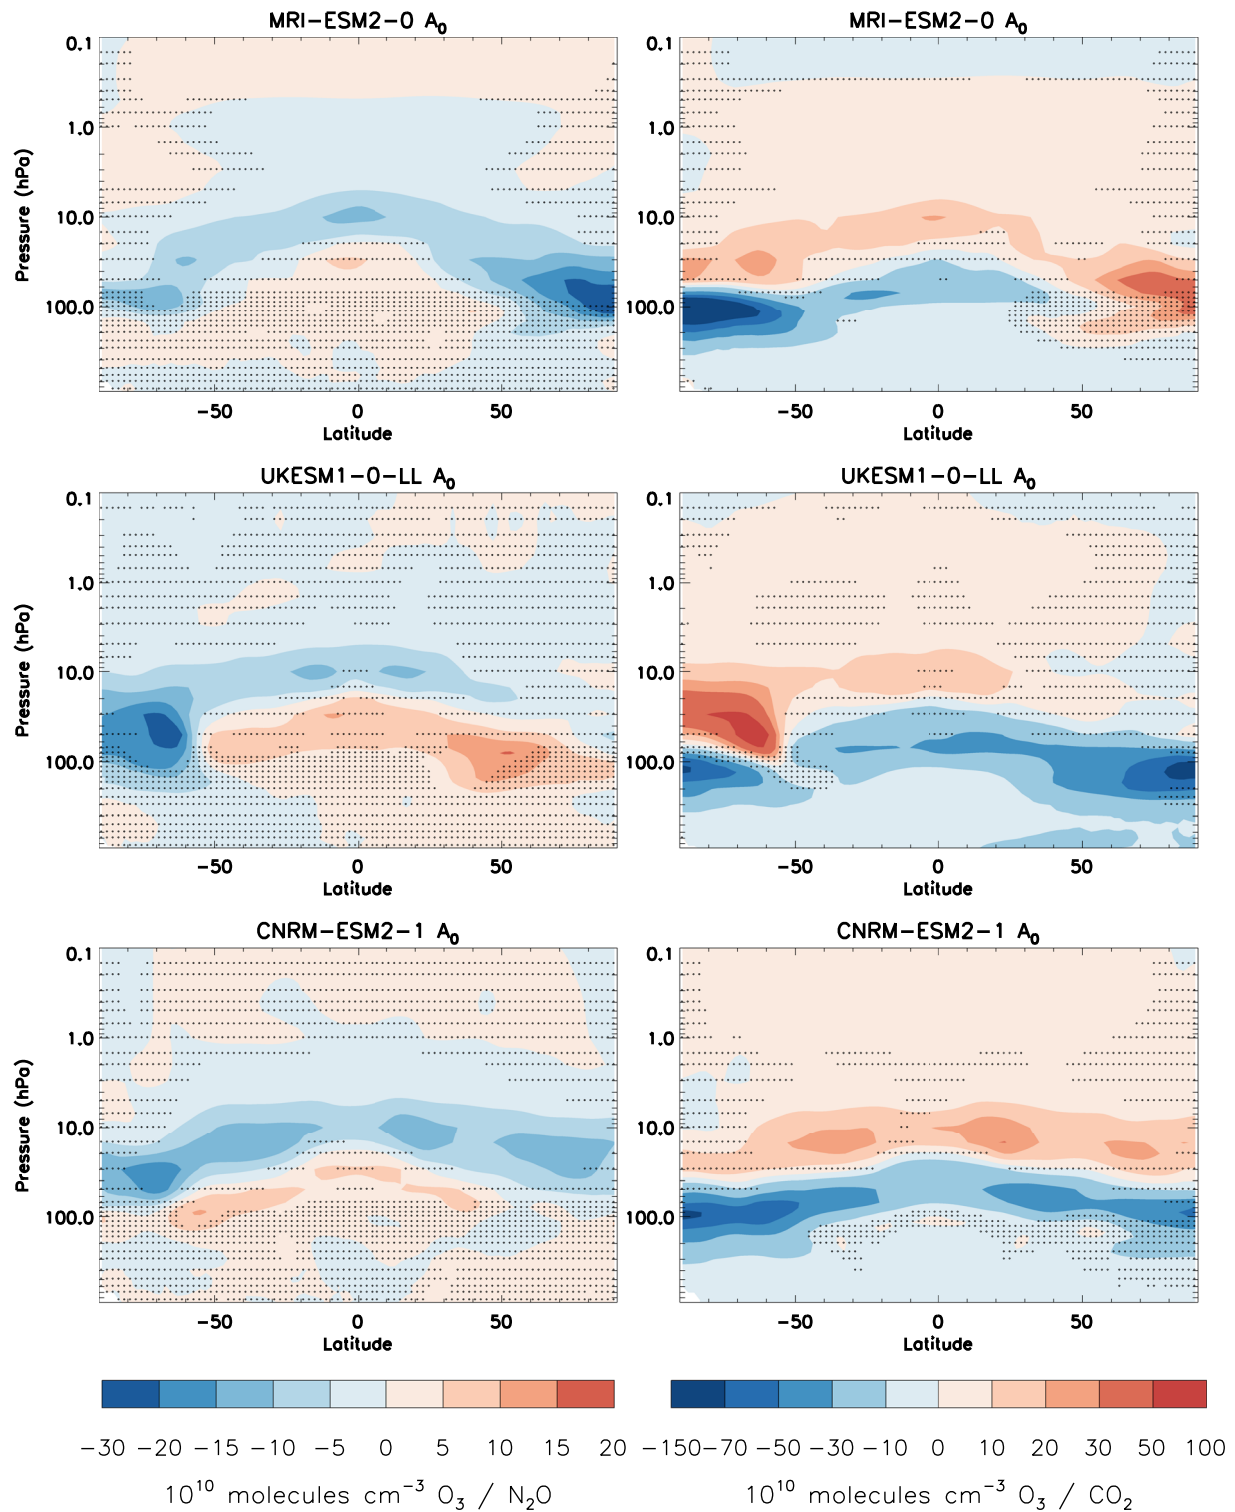 MRI-ESM2-0 A0
MRI-ESM2-0 A0
Pressure (hPa)
0.1
1.0
10.0
100.0
-50
0
50
Latitude
0.1
1.0
10.0
100.0
-50
0
50
Latitude
UKESM1-0-LL A0
UKESM1-0-LL A0
Pressure (hPa)
0.1
1.0
10.0
100.0
-50
0
50
Latitude
0.1
1.0
10.0
100.0
-50
0
50
Latitude
CNRM-ESM2-1 A0
CNRM-ESM2-1 A0
Pressure (hPa)
0.1
1.0
10.0
100.0
-50
0
50
Latitude
0.1
1.0
10.0
100.0
-50
0
50
Latitude
-30 -20 -15 -10 -5 0 5 10 15 20
-150 -70 -50 -30 -10 0 10 20 30 50 100
10^10 molecules cm^-3 O3 / N2O
10^10 molecules cm^-3 O3 / CO2